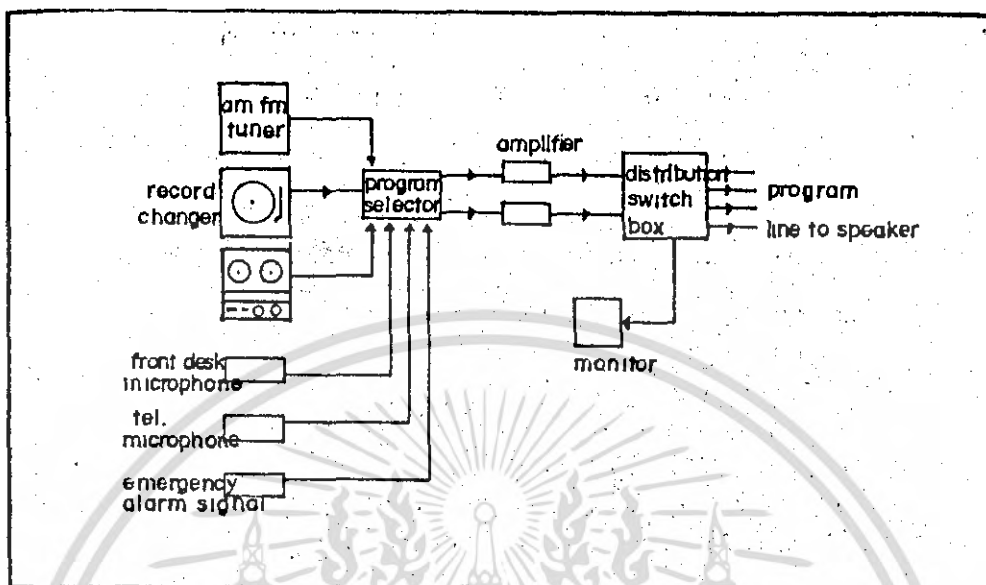 am fm
tuner
record
changer
program
selector
amplifier
distribution
switch
box
program
line to speaker
monitor
front desk
microphone
tel.
microphone
emergency
alarm signal